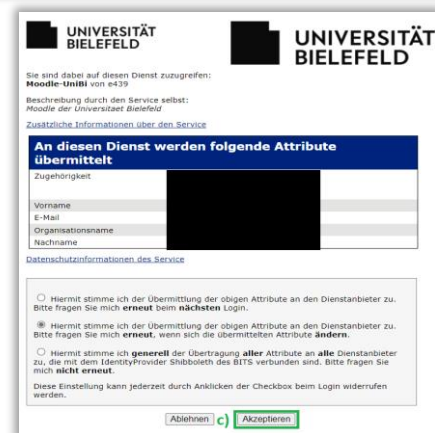 UNIVERSITÄT
BIELEFELD
UNIVERSITÄT
BIELEFELD
Sie sind dabei auf diesen Dienst zuzugreifen:
Moodle-UniBi von e439
Beschreibung durch den Service selbst:
Moodle der Universitaet Bielefeld
Zusätzliche Informationen über den Service
An diesen Dienst werden folgende Attribute
übermittelt
Zugehörigkeit
Vorname
E-Mail
Organisationsname
Nachname
Datenschutzinformationen des Service
Hiermit stimme ich der Übermittlung der obigen Attribute an den Dienstanbieter zu.
Bitte fragen Sie mich erneut beim nächsten Login.
Hiermit stimme ich der Übermittlung der obigen Attribute an den Dienstanbieter zu.
Bitte fragen Sie mich erneut, wenn sich die übermittelten Attribute ändern.
Hiermit stimme ich generell der Übertragung aller Attribute an alle Dienstanbieter
zu, die mit dem IdentityProvider Shibboleth des BITS verbunden sind. Bitte fragen Sie
mich nicht erneut.
Diese Einstellung kann jederzeit durch Anklicken der Checkbox beim Login widerrufen
werden.
Ablehnen c) Akzeptieren